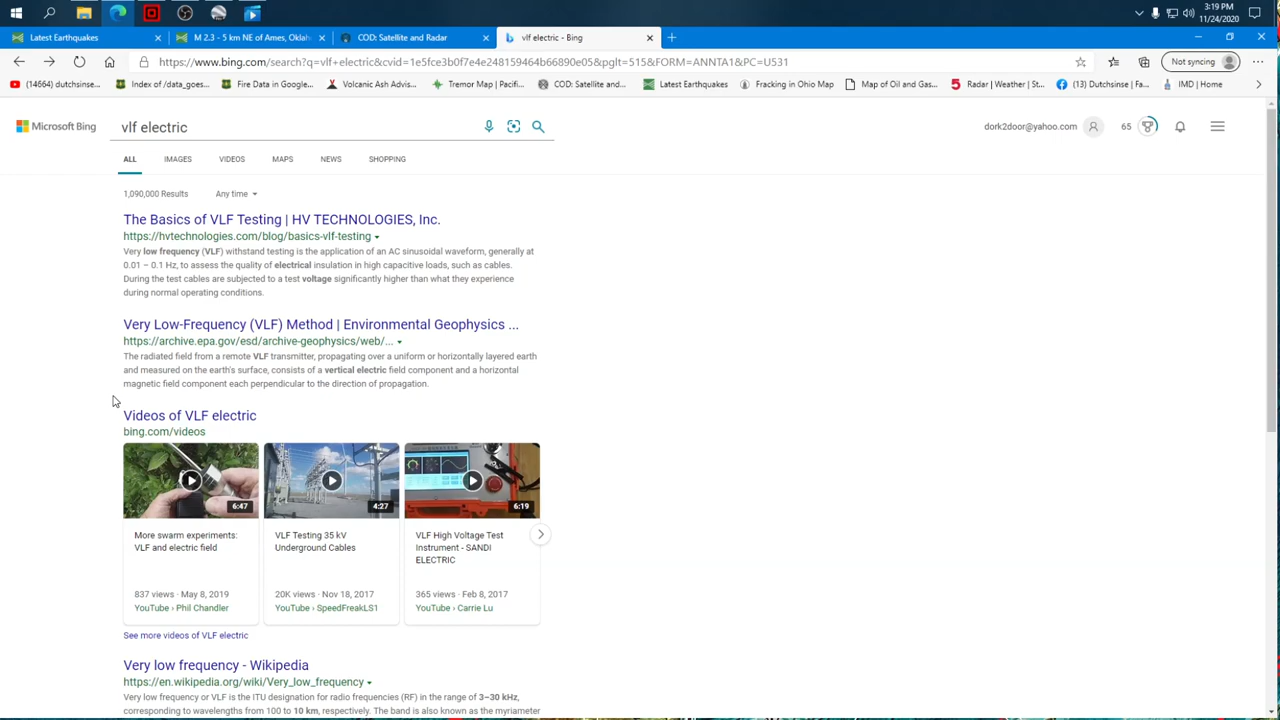 3:19 PM
11/24/2020
Latest Earthquakes
M 2.3 - 5 km NE of Ames, Oklahom
COD: Satellite and Radar
vlf electric - Bing
https://www.bing.com/search?q=vlf+electric&cvid=1e5fce3b0f7e4e248159464b66890e05&pglt=515&FORM=ANNTA1&PC=U531
Not syncing
(14664) dutchsinse...
Index of /data_goes...
Fire Data in Google...
Volcanic Ash Advis...
Tremor Map | Pacifi...
COD: Satellite and...
Latest Earthquakes
Fracking in Ohio Map
Map of Oil and Gas...
Radar | Weather | St...
(13) Dutchsinse | Fa...
IMD | Home
Microsoft Bing
vlf electric
dork2door@yahoo.com
65
ALL
IMAGES
VIDEOS
MAPS
NEWS
SHOPPING
1,090,000 Results
Any time
The Basics of VLF Testing | HV TECHNOLOGIES, Inc.
https://hvtechnologies.com/blog/basics-vlf-testing
Very low frequency (VLF) withstand testing is the application of an AC sinusoidal waveform, generally at
0.01 – 0.1 Hz, to assess the quality of electrical insulation in high capacitive loads, such as cables.
During the test cables are subjected to a test voltage significantly higher than what they experience
during normal operating conditions.
Very Low-Frequency (VLF) Method | Environmental Geophysics ...
https://archive.epa.gov/esd/archive-geophysics/web/...
The radiated field from a remote VLF transmitter, propagating over a uniform or horizontally layered earth
and measured on the earth's surface, consists of a vertical electric field component and a horizontal
magnetic field component each perpendicular to the direction of propagation.
Videos of VLF electric
bing.com/videos
6:47
4:27
6:19
More swarm experiments:
VLF and electric field
837 views · May 8, 2019
YouTube › Phil Chandler
VLF Testing 35 kV
Underground Cables
20K views · Nov 18, 2017
YouTube › SpeedFreakLS1
VLF High Voltage Test
Instrument - SANDI
ELECTRIC
365 views · Feb 8, 2017
YouTube › Carrie Lu
See more videos of VLF electric
Very low frequency - Wikipedia
https://en.wikipedia.org/wiki/Very_low_frequency
Very low frequency or VLF is the ITU designation for radio frequencies (RF) in the range of 3–30 kHz,
corresponding to wavelengths from 100 to 10 km, respectively. The band is also known as the myriameter